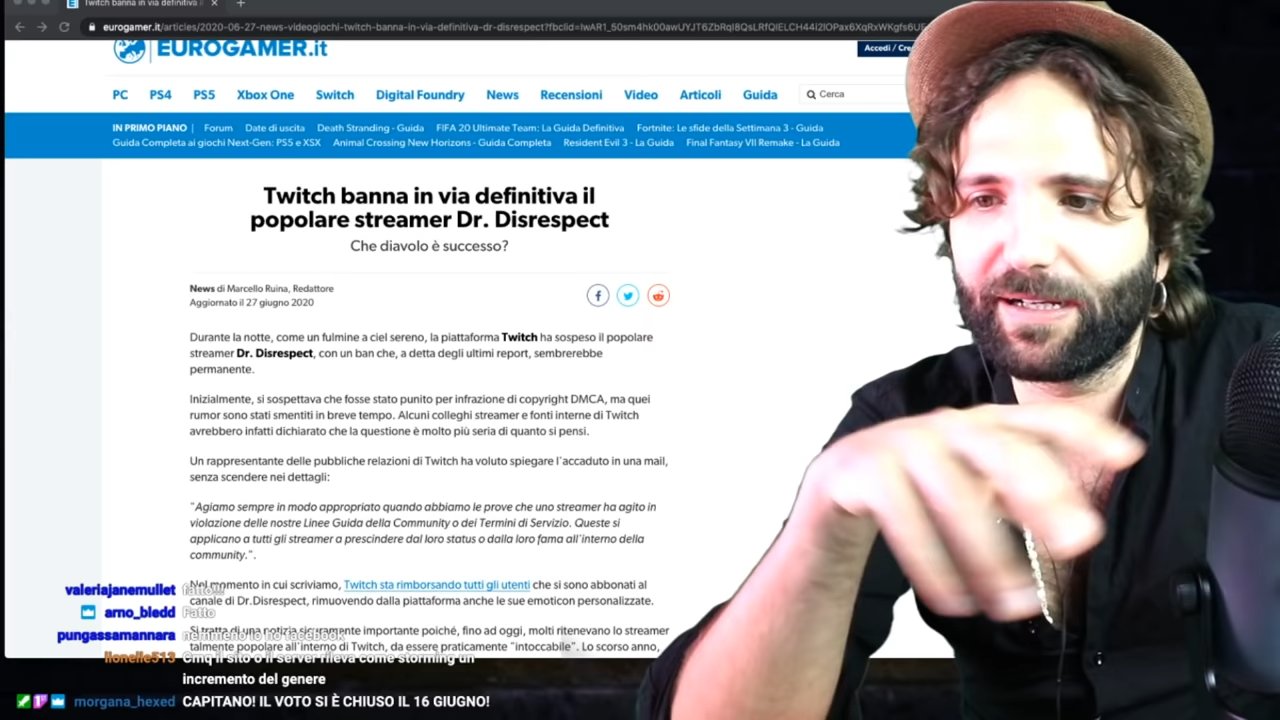 Twitch banna in via definitiva i
eurogamer.it/articles/2020-06-27-news-videogiochi-twitch-banna-in-via-definitiva-dr-disrespect?fbclid=
EUROGAMER.it
Accedi / Cre
PC PS4 PS5 Xbox One Switch Digital Foundry News Recensioni Video Articoli Guida Cerca
IN PRIMO PIANO | Forum Date di uscita Death Stranding - Guida FIFA 20 Ultimate Team: La Guida Definitiva Fortnite: Le sfide della Settimana 3 - Guida
Guida Completa ai giochi Next-Gen: PS5 e XSX Animal Crossing New Horizons - Guida Completa Resident Evil 3 - La Guida Final Fantasy VII Remake - La Guida
Twitch banna in via definitiva il
popolare streamer Dr. Disrespect
Che diavolo è successo?
News di Marcello Ruina, Redattore
Aggiornato il 27 giugno 2020
Durante la notte, come un fulmine a ciel sereno, la piattaforma Twitch ha sospeso il popolare
streamer Dr. Disrespect, con un ban che, a detta degli ultimi report, sembrerebbe
permanente.
Inizialmente, si sospettava che fosse stato punito per infrazione di copyright DMCA, ma quei
rumor sono stati smentiti in breve tempo. Alcuni colleghi streamer e fonti interne di Twitch
avrebbero infatti dichiarato che la questione è molto più seria di quanto si pensi.
Un rappresentante delle pubbliche relazioni di Twitch ha voluto spiegare l'accaduto in una mail,
senza scendere nei dettagli:
"Agiamo sempre in modo appropriato quando abbiamo le prove che uno streamer ha agito in
violazione delle nostre Linee Guida della Community o dei Termini di Servizio. Queste si
applicano a tutti gli streamer a prescindere dal loro status o dalla loro fama all'interno della
community.".
Nel momento in cui scriviamo, Twitch sta rimborsando tutti gli utenti che si sono abbonati al
canale di Dr.Disrespect, rimuovendo dalla piattaforma anche le sue emoticon personalizzate.
Si tratta di una notizia sicuramente importante poiché, fino ad oggi, molti ritenevano lo streamer
talmente popolare all'interno di Twitch, da essere praticamente "intoccabile". Lo scorso anno,
valeriajanemullet fatto!!!
arno_bledd Fatto
pungassamannara nemmeno io ho facebook
lionelle513 Cmq il sito o il server rileva come storming un
incremento del genere
morgana_hexed CAPITANO! IL VOTO SI È CHIUSO IL 16 GIUGNO!